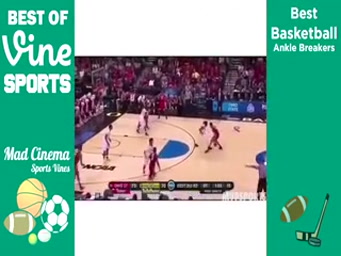 BEST OF
Vine
SPORTS
Mad Cinema
Sports Vines
Best
Basketball
Ankle Breakers